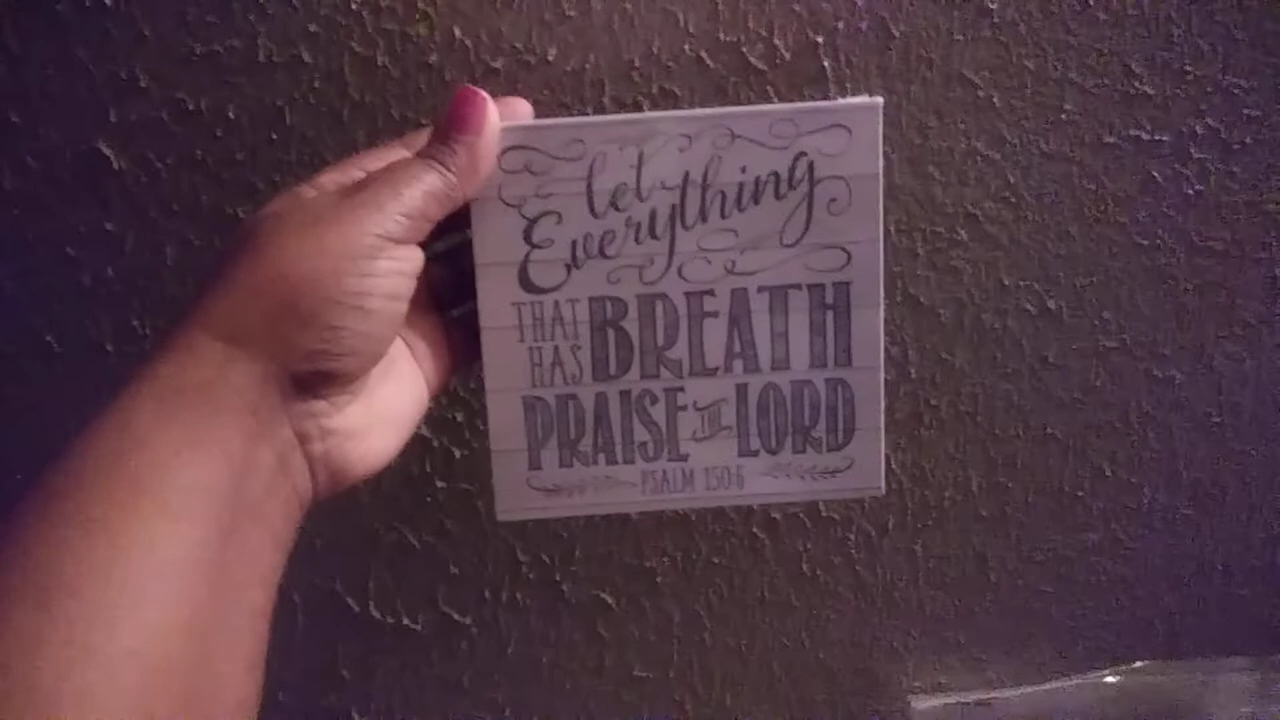 let
Everything
THAT
HAS BREATH
PRAISE THE LORD
PSALM 150:6